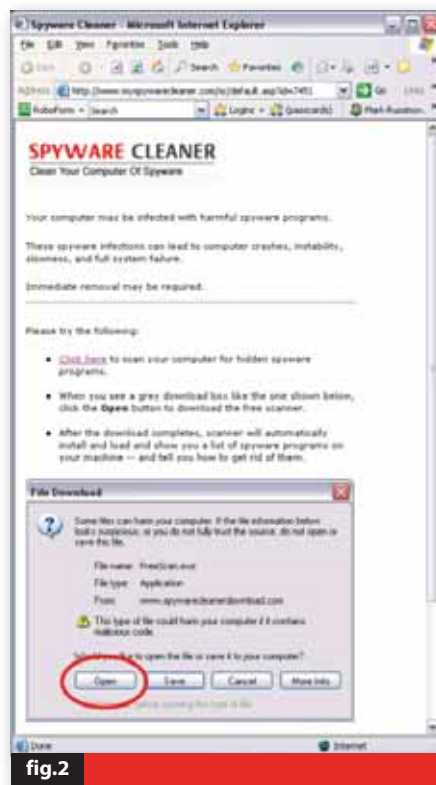 Spyware Cleaner - Microsoft Internet Explorer
File Edit View Favorites Tools Help
Search Favorites
Address
RoboForm Search Logins (passcards)
SPYWARE CLEANER
Clean Your Computer Of Spyware
Your computer may be infected with harmful spyware programs.
These spyware infections can lead to computer crashes, instability,
slowness, and full system failure.
Immediate removal may be required.
Please try the following:
Click here to scan your computer for hidden spyware
programs.
When you see a grey download box like the one shown below,
click the Open button to download the free scanner.
After the download completes, scanner will automatically
install and load and show you a list of spyware programs on
your machine -- and tell you how to get rid of them.
File Download
Some files can harm your computer. If the file information below
looks suspicious, or you do not fully trust the source, do not open or
save this file.
File name: FreeScan.exe
File type: Application
From: www.spywarecleanerdownload.com
This type of file could harm your computer if it contains
malicious code.
Would you like to open the file or save it to your computer?
Open Save Cancel More Info
Done Internet
fig.2